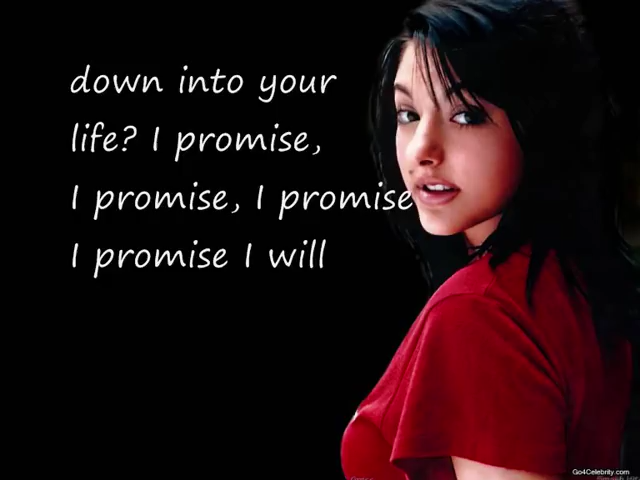 down into your
life? I promise,
I promise, I promise
I promise I will
Go4Celebrity.com